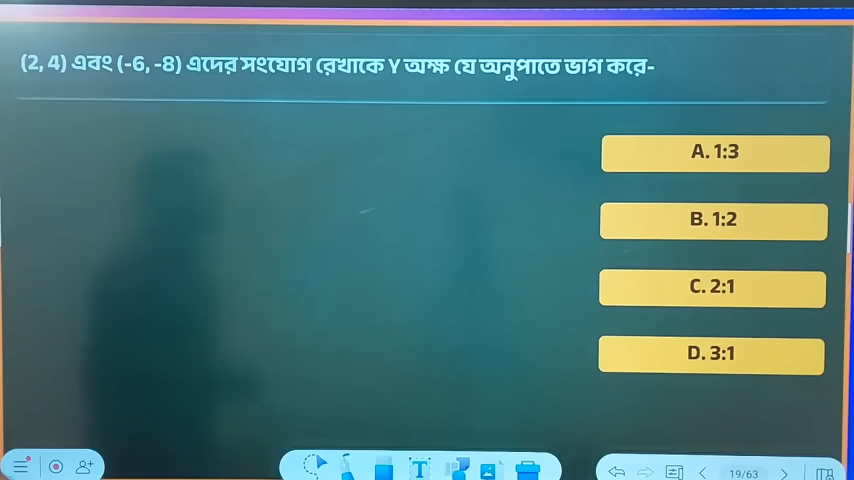 (2, 4) এবং (-6, -8) এদের সংযোগ রেখাকে Y অক্ষ যে অনুপাতে ভাগ করে-
A. 1:3
B. 1:2
C. 2:1
D. 3:1
T
19/63